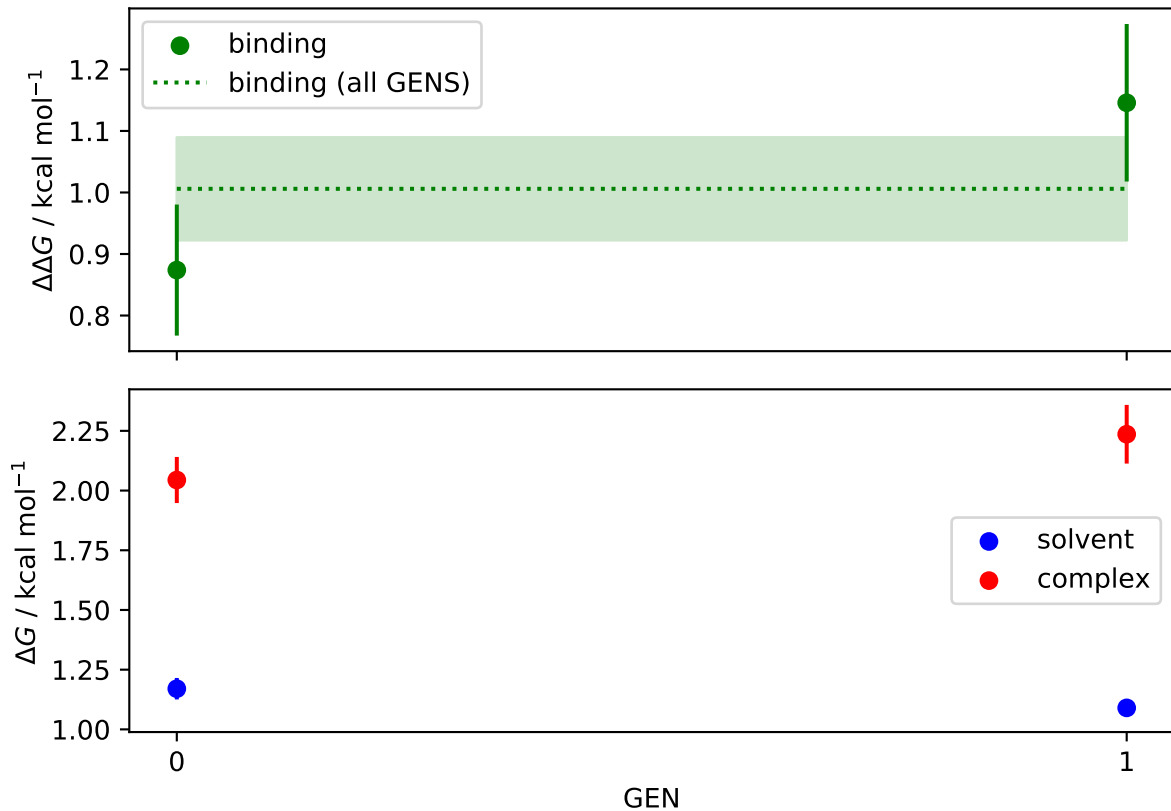 binding
binding (all GENS)
1.2
1.1
1.0
0.9
0.8
ΔΔG / kcal mol⁻¹
2.25
2.00
1.75
1.50
1.25
1.00
ΔG / kcal mol⁻¹
solvent
complex
0
1
GEN